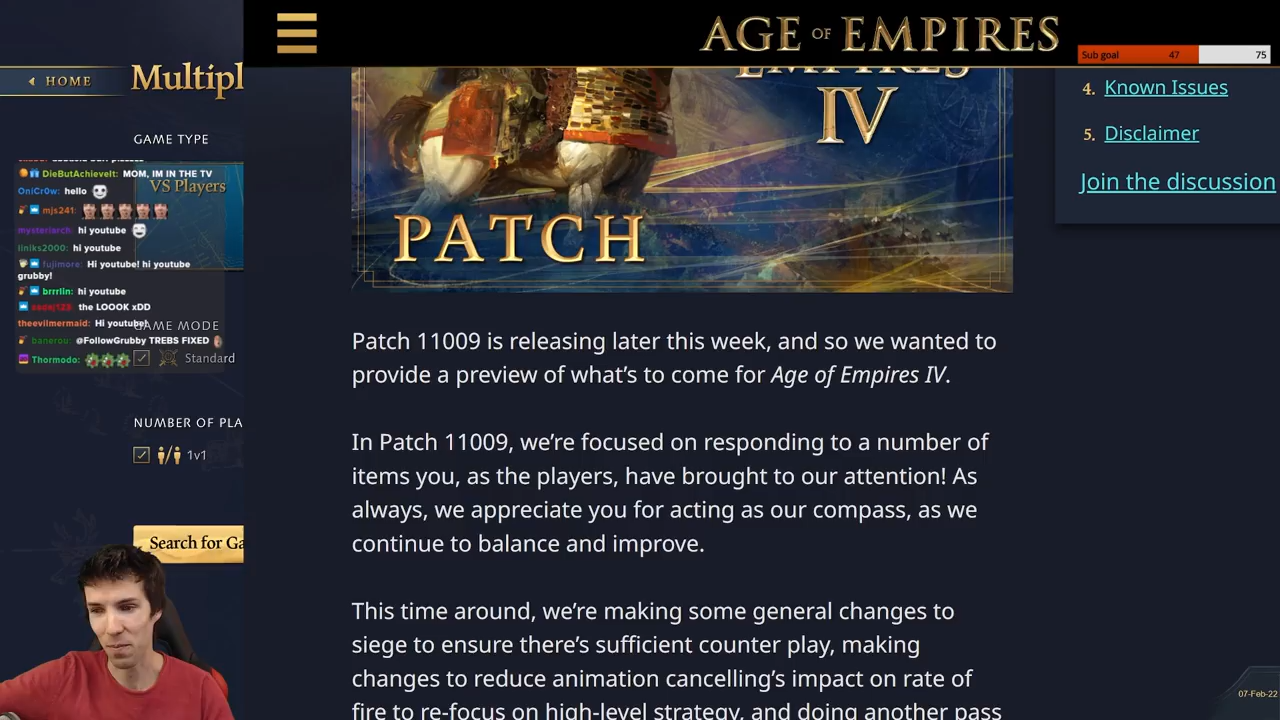 AGE OF EMPIRES
Sub goal 47 75
HOME
Multipl
GAME TYPE
VS Players
DieButAchieveIt: MOM, IM IN THE TV
OniCr0w: hello
mjs241:
mysteriarch: hi youtube
liniks2000: hi youtube
fujimore: Hi youtube! hi youtube
grubby!
brrrlin: hi youtube
the LOOOK xDD
theevilmermaid: Hi youtube!
banerou: @FollowGrubby TREBS FIXED
Thormodo:
GAME MODE
Standard
NUMBER OF PLA
1v1
Search for Ga
EMPIRES
IV
PATCH
4. Known Issues
5. Disclaimer
Join the discussion
Patch 11009 is releasing later this week, and so we wanted to
provide a preview of what's to come for Age of Empires IV.
In Patch 11009, we're focused on responding to a number of
items you, as the players, have brought to our attention! As
always, we appreciate you for acting as our compass, as we
continue to balance and improve.
This time around, we're making some general changes to
siege to ensure there's sufficient counter play, making
changes to reduce animation cancelling's impact on rate of
fire to re-focus on high-level strategy, and doing another pass
07-Feb-22